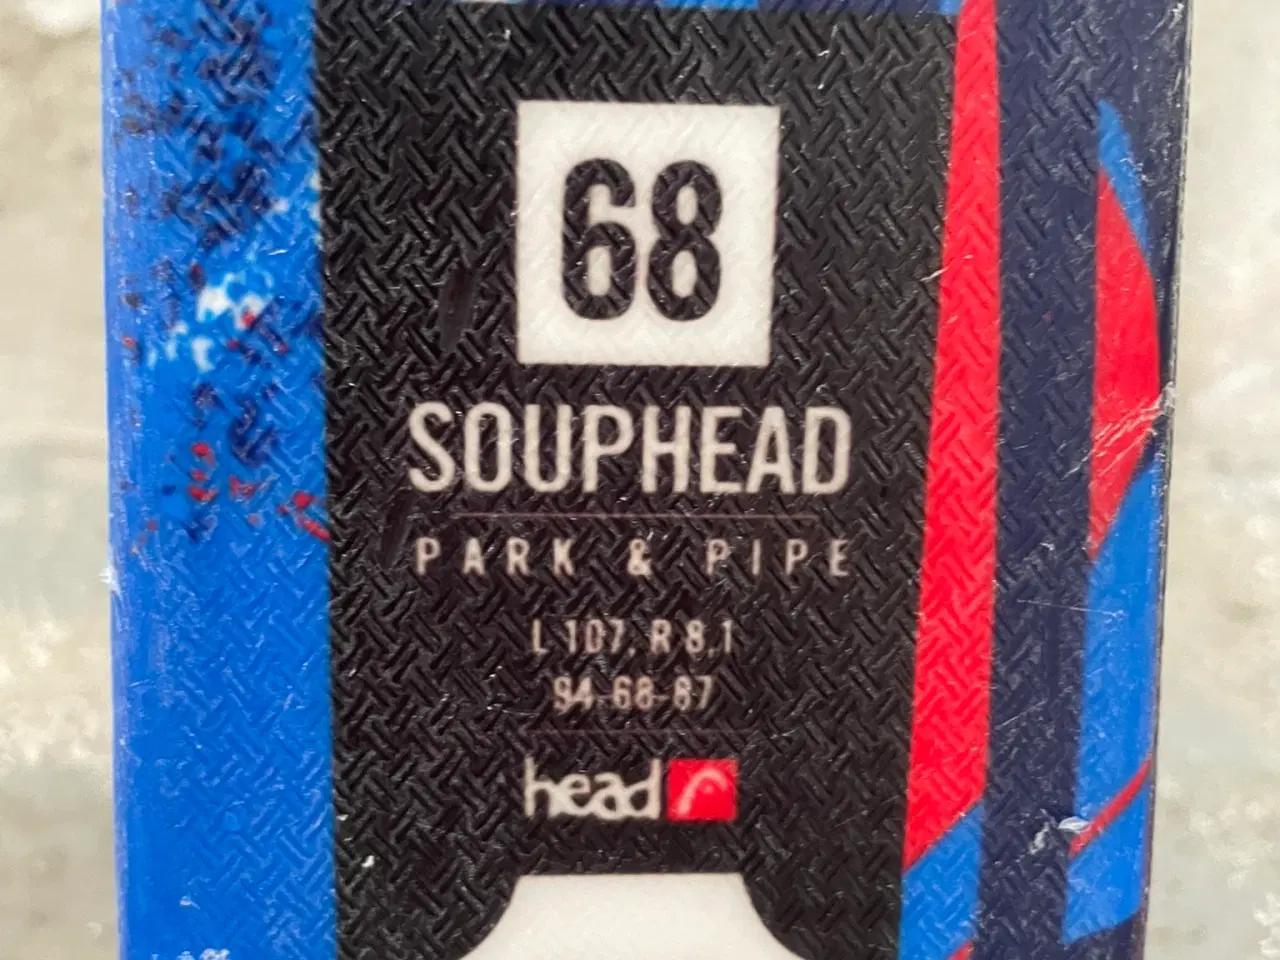 68
SOUPHEAD
PARK & PIPE
L 107, R 8.1
94-68-87
head